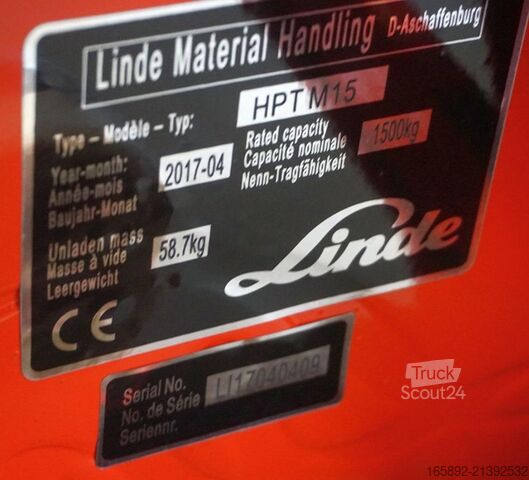 Linde Material Handling D-Aschaffenburg
Type – Modèle – Typ: HPT M15
Year-month:
Année-mois
Baujahr-Monat
2017-04
Rated capacity
Capacité nominale
Nenn-Tragfähigkeit
1500kg
Unladen mass
Masse à vide
Leergewicht
58.7kg
Linde
CE
Serial No.
No. de Série
Seriennr.
LI17040409
Truck
Scout24
165892-21392532